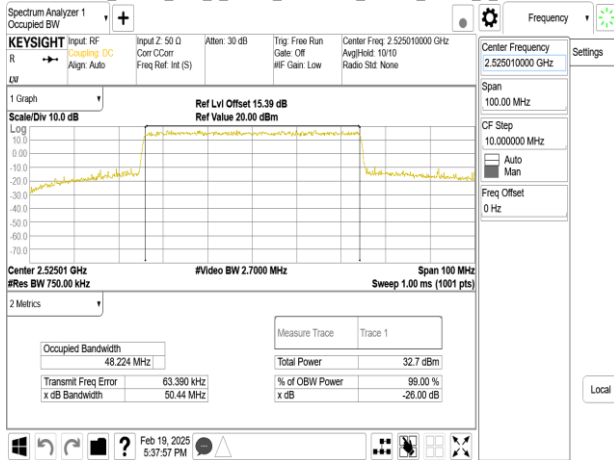 Spectrum Analyzer 1
Occupied BW
Frequency
KEYSIGHT
R
LXI
Input: RF
Coupling: DC
Align: Auto
Input Z: 50 Ω
Corr CCorr
Freq Ref: Int (S)
Atten: 30 dB
Trig: Free Run
Gate: Off
#IF Gain: Low
Center Freq: 2.525010000 GHz
Avg|Hold: 10/10
Radio Std: None
Center Frequency
2.525010000 GHz
Settings
Span
100.00 MHz
CF Step
10.000000 MHz
Auto
Man
Freq Offset
0 Hz
Local
1 Graph
Scale/Div 10.0 dB
Ref Lvl Offset 15.39 dB
Ref Value 20.00 dBm
Log
10.0
0.00
-10.0
-20.0
-30.0
-40.0
-50.0
-60.0
-70.0
Center 2.52501 GHz
#Video BW 2.7000 MHz
Span 100 MHz
#Res BW 750.00 kHz
Sweep 1.00 ms (1001 pts)
2 Metrics
Measure Trace
Trace 1
Occupied Bandwidth
48.224 MHz
Total Power
32.7 dBm
Transmit Freq Error
63.390 kHz
% of OBW Power
99.00 %
x dB Bandwidth
50.44 MHz
x dB
-26.00 dB
Feb 19, 2025
5:37:57 PM